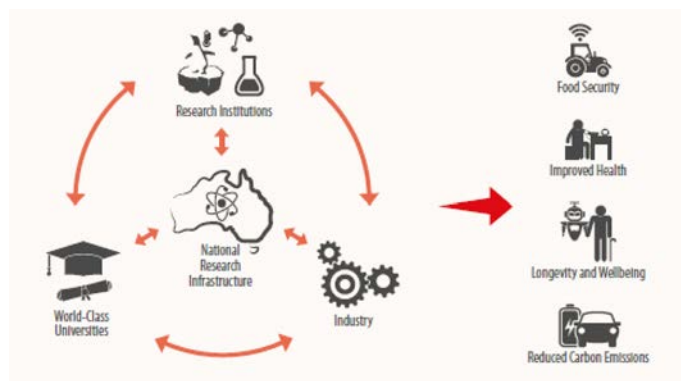 Research Institutions
National
Research
Infrastructure
World-Class
Universities
Industry
Food Security
Improved Health
Longevity and Wellbeing
Reduced Carbon Emissions